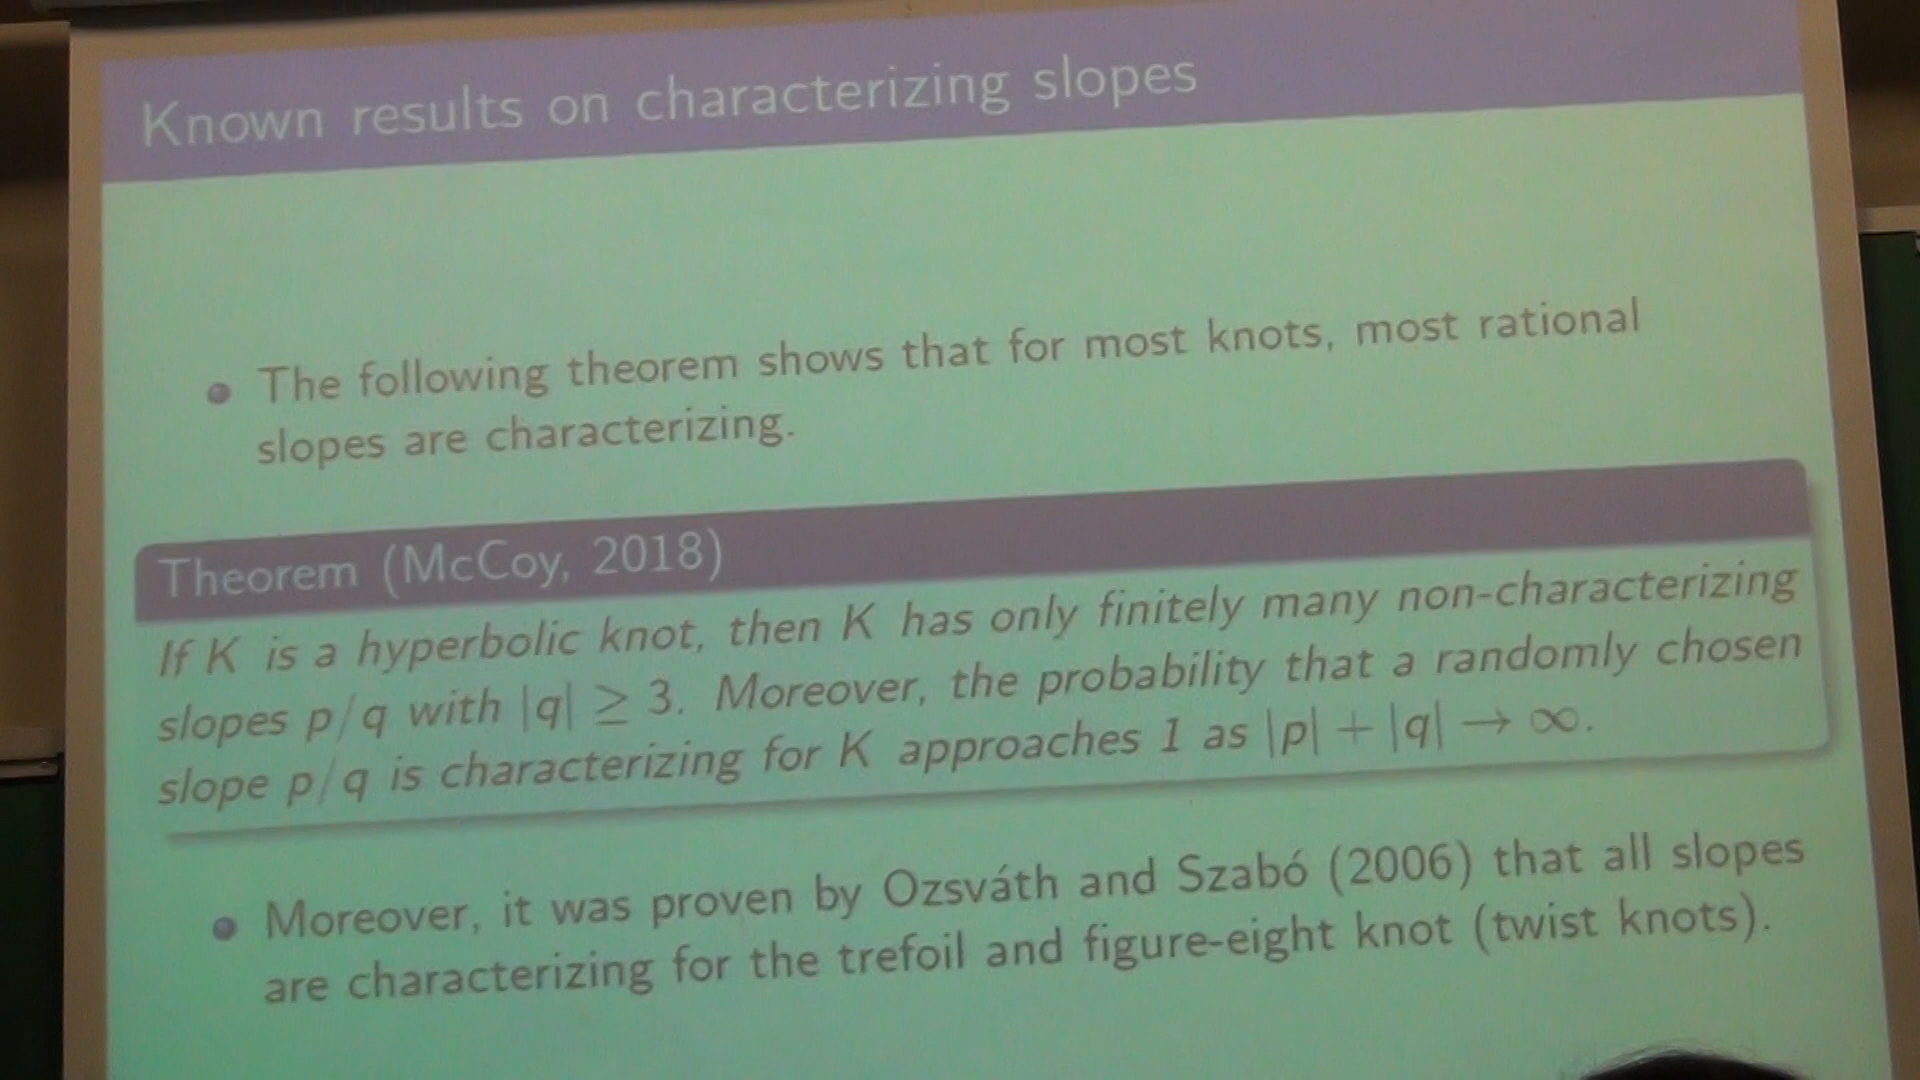 Known results on characterizing slopes
The following theorem shows that for most knots, most rational
slopes are characterizing.
Theorem (McCoy, 2018)
If K is a hyperbolic knot, then K has only finitely many non-characterizing
slopes p/q with |q| ≥ 3. Moreover, the probability that a randomly chosen
slope p/q is characterizing for K approaches 1 as |p| + |q| → ∞.
Moreover, it was proven by Ozsváth and Szabó (2006) that all slopes
are characterizing for the trefoil and figure-eight knot (twist knots).